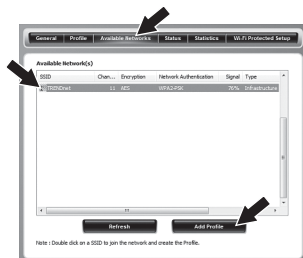 General Profile Available Networks Status Statistics Wi-Fi Protected Setup
Available Network(s)
SSID Chan... Encryption Network Authentication Signal Type
TRENDnet 11 AES WPA2-PSK 76% Infrastructure
Refresh Add Profile
Note : Double click on a SSID to join the network and create the Profile.